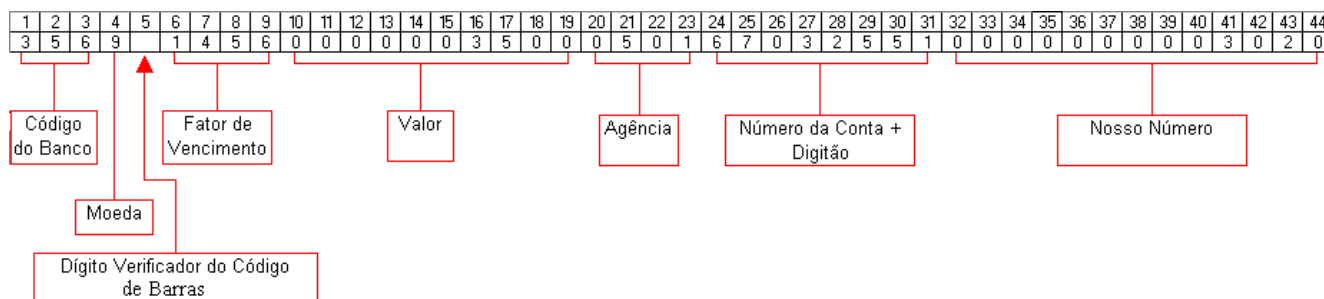 1 2 3 4 5 6 7 8 9 10 11 12 13 14 15 16 17 18 19 20 21 22 23 24 25 26 27 28 29 30 31 32 33 34 35 36 37 38 39 40 41 42 43 44
3 5 6 9 1 4 5 6 0 0 0 0 0 0 3 5 0 0 0 5 0 1 6 7 0 3 2 5 5 1 0 0 0 0 0 0 0 0 0 3 0 2 0
Código
do Banco
Fator de
Vencimento
Valor
Agência
Número da Conta +
Digitão
Nosso Número
Moeda
Dígito Verificador do Código
de Barras